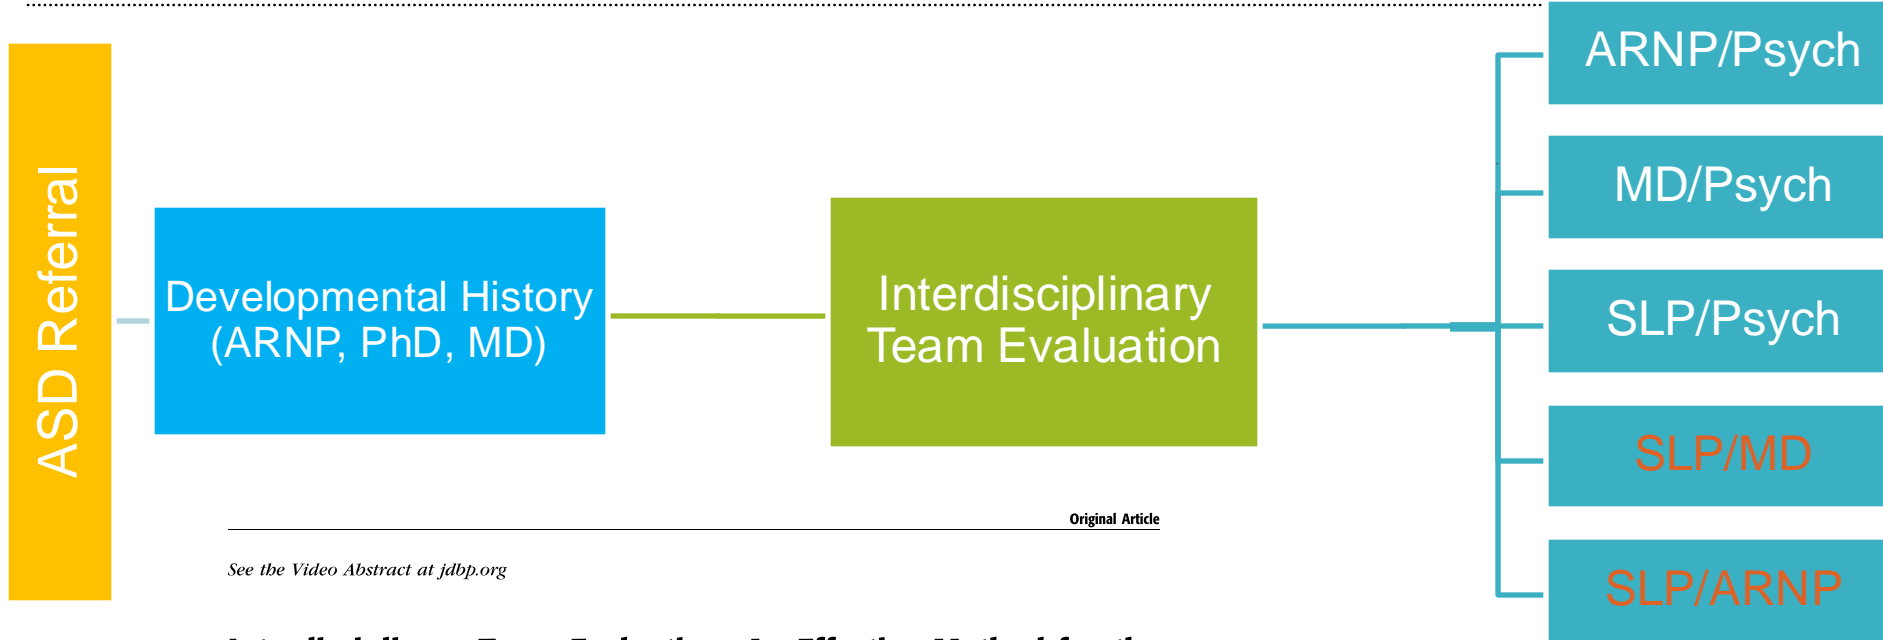 ASD Referral
Developmental History
(ARNP, PhD, MD)
Interdisciplinary
Team Evaluation
ARNP/Psych
MD/Psych
SLP/Psych
SLP/MD
SLP/ARNP
Original Article
See the Video Abstract at jdbp.org